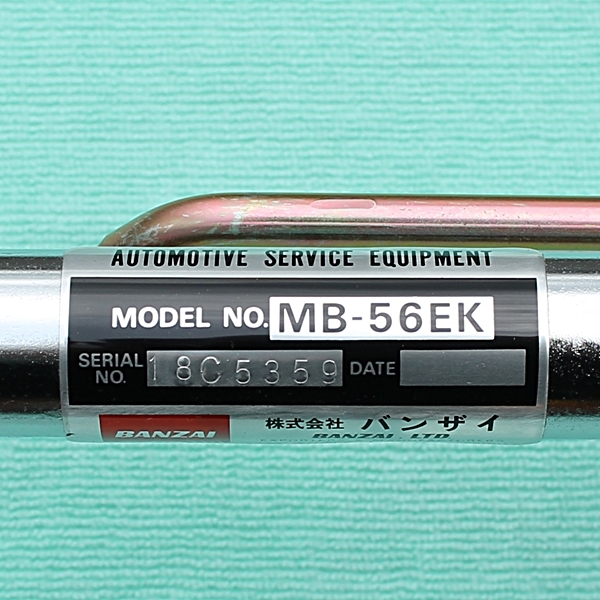 AUTOMOTIVE SERVICE EQUIPMENT
MODEL NO. MB-56EK
SERIAL NO. 18C5359 DATE
BANZAI 株式会社 バンザイ
BANZAI, LTD